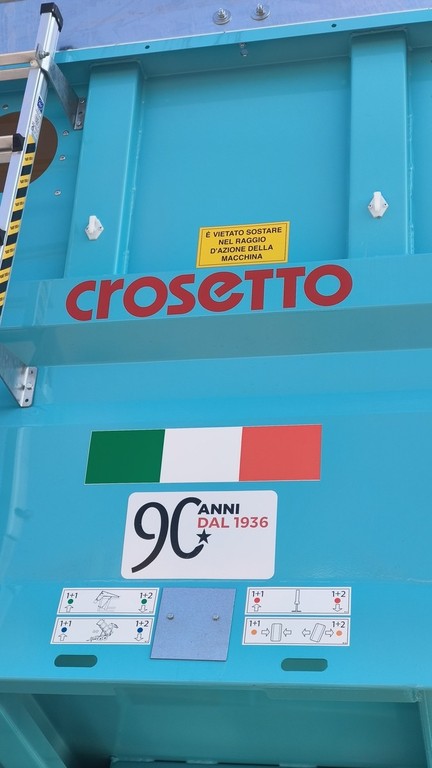 È VIETATO SOSTARE
NEL RAGGIO
D'AZIONE DELLA
MACCHINA
crosetto
90 ANNI
DAL 1936
1+1 1+2
1+1 1+2
1+1 1+2
1+1 1+2